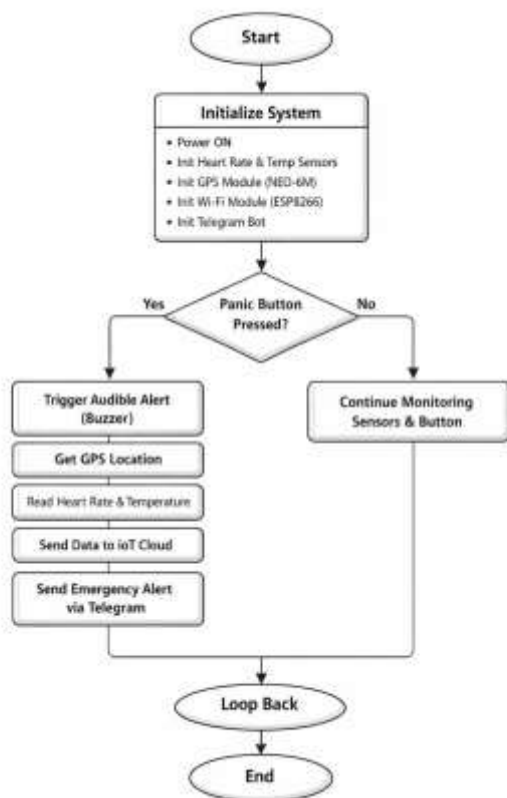 Start
Initialize System
• Power ON
• Init Heart Rate & Temp Sensors
• Init GPS Module (NEO-6M)
• Init Wi-Fi Module (ESP8266)
• Init Telegram Bot
Yes
Panic Button
Pressed?
No
Trigger Audible Alert
(Buzzer)
Get GPS Location
Read Heart Rate & Temperature
Send Data to ioT Cloud
Send Emergency Alert
via Telegram
Continue Monitoring
Sensors & Button
Loop Back
End